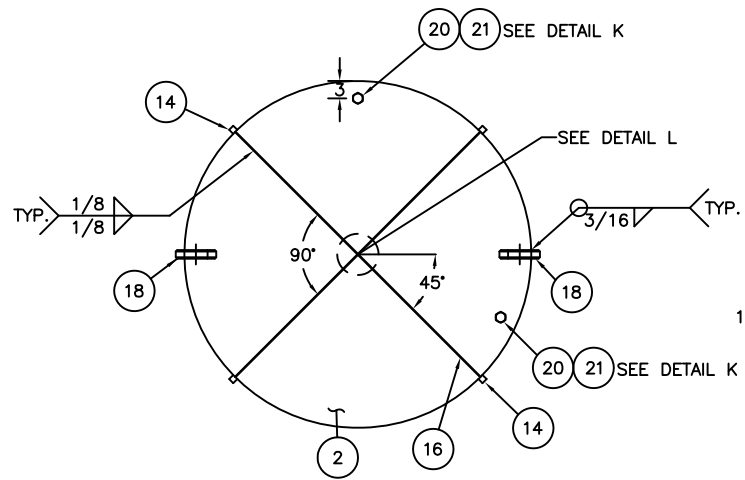 20 21 SEE DETAIL K
3
14
SEE DETAIL L
TYP. 1/8
1/8
3/16 TYP.
90°
45°
18
18
1
20 21 SEE DETAIL K
14
16
2